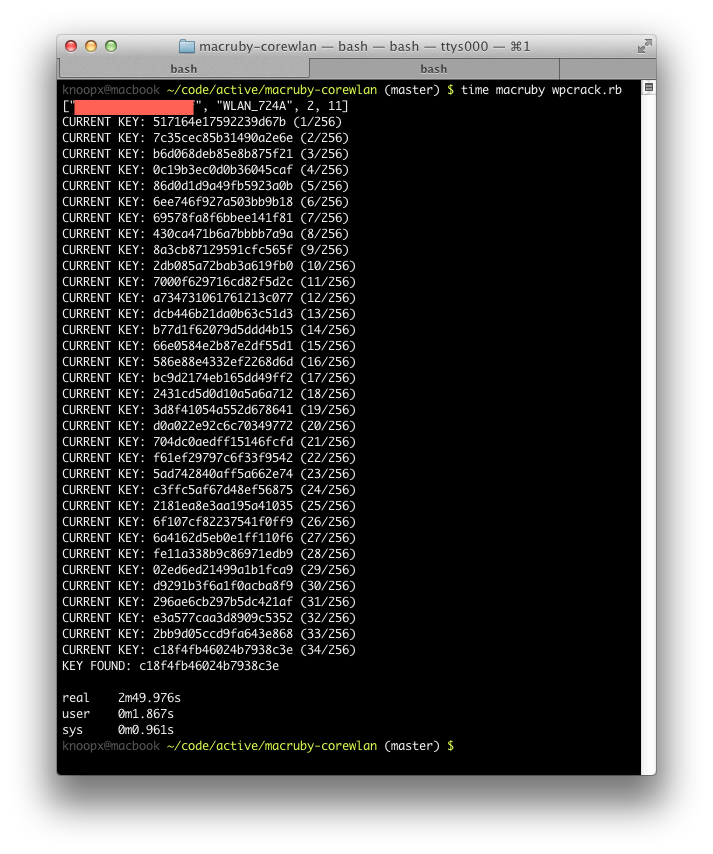 macruby-corewlan — bash — bash — ttys000 — ⌘1
bash bash
knoopx@macbook ~/code/active/macruby-corewlan (master) $ time macruby wpcrack.rb
["", "WLAN_724A", 2, 11]
CURRENT KEY: 517164e17592239d67b (1/256)
CURRENT KEY: 7c35cec85b31490a2e6e (2/256)
CURRENT KEY: b6d068deb85e8b875f21 (3/256)
CURRENT KEY: 0c19b3ec0d0b36045caf (4/256)
CURRENT KEY: 86d0d1d9a49fb5923a0b (5/256)
CURRENT KEY: 6ee746f927a503bb9b18 (6/256)
CURRENT KEY: 69578fa8f6bbee141f81 (7/256)
CURRENT KEY: 430ca471b6a7bbbb7a9a (8/256)
CURRENT KEY: 8a3cb87129591cfc565f (9/256)
CURRENT KEY: 2db085a72bab3a619fb0 (10/256)
CURRENT KEY: 7000f629716cd82f5d2c (11/256)
CURRENT KEY: a734731061761213c077 (12/256)
CURRENT KEY: dcb446b21da0b63c51d3 (13/256)
CURRENT KEY: b77d1f62079d5ddd4b15 (14/256)
CURRENT KEY: 66e0584e2b87e2df55d1 (15/256)
CURRENT KEY: 586e88e4332ef2268d6d (16/256)
CURRENT KEY: bc9d2174eb165dd49ff2 (17/256)
CURRENT KEY: 2431cd5d0d10a5a6a712 (18/256)
CURRENT KEY: 3d8f41054a552d678641 (19/256)
CURRENT KEY: d0a022e92c6c70349772 (20/256)
CURRENT KEY: 704dc0aedff15146fcfd (21/256)
CURRENT KEY: f61ef29797c6f33f9542 (22/256)
CURRENT KEY: 5ad742840aff5a662e74 (23/256)
CURRENT KEY: c3ffc5af67d48ef56875 (24/256)
CURRENT KEY: 2181ea8e3aa195a41035 (25/256)
CURRENT KEY: 6f107cf82237541f0ff9 (26/256)
CURRENT KEY: 6a4162d5eb0e1ff110f6 (27/256)
CURRENT KEY: fe11a338b9c86971edb9 (28/256)
CURRENT KEY: 02ed6ed21499a1b1fca9 (29/256)
CURRENT KEY: d9291b3f6a1f0acba8f9 (30/256)
CURRENT KEY: 296ae6cb297b5dc421af (31/256)
CURRENT KEY: e3a577caa3d8909c5352 (32/256)
CURRENT KEY: 2bb9d05ccd9fa643e868 (33/256)
CURRENT KEY: c18f4fb46024b7938c3e (34/256)
KEY FOUND: c18f4fb46024b7938c3e
real 2m49.976s
user 0m1.867s
sys 0m0.961s
knoopx@macbook ~/code/active/macruby-corewlan (master) $